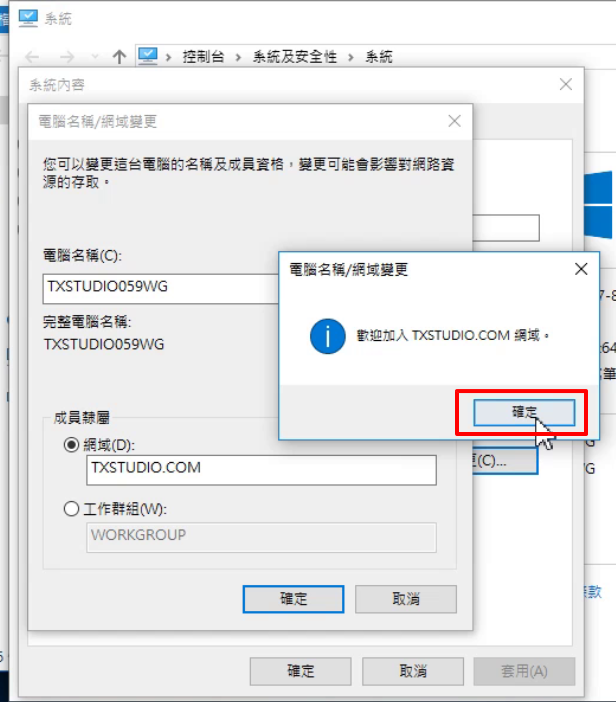 系統
控制台 › 系統及安全性 › 系統
系統內容
電腦名稱/網域變更
您可以變更這台電腦的名稱及成員資格，變更可能會影響對網路資
源的存取。
電腦名稱(C):
TXSTUDIO059WG
完整電腦名稱:
TXSTUDIO059WG
電腦名稱/網域變更
歡迎加入 TXSTUDIO.COM 網域。
確定
成員隸屬
網域(D):
TXSTUDIO.COM
(C)...
工作群組(W):
WORKGROUP
確定
取消
確定
取消
套用(A)